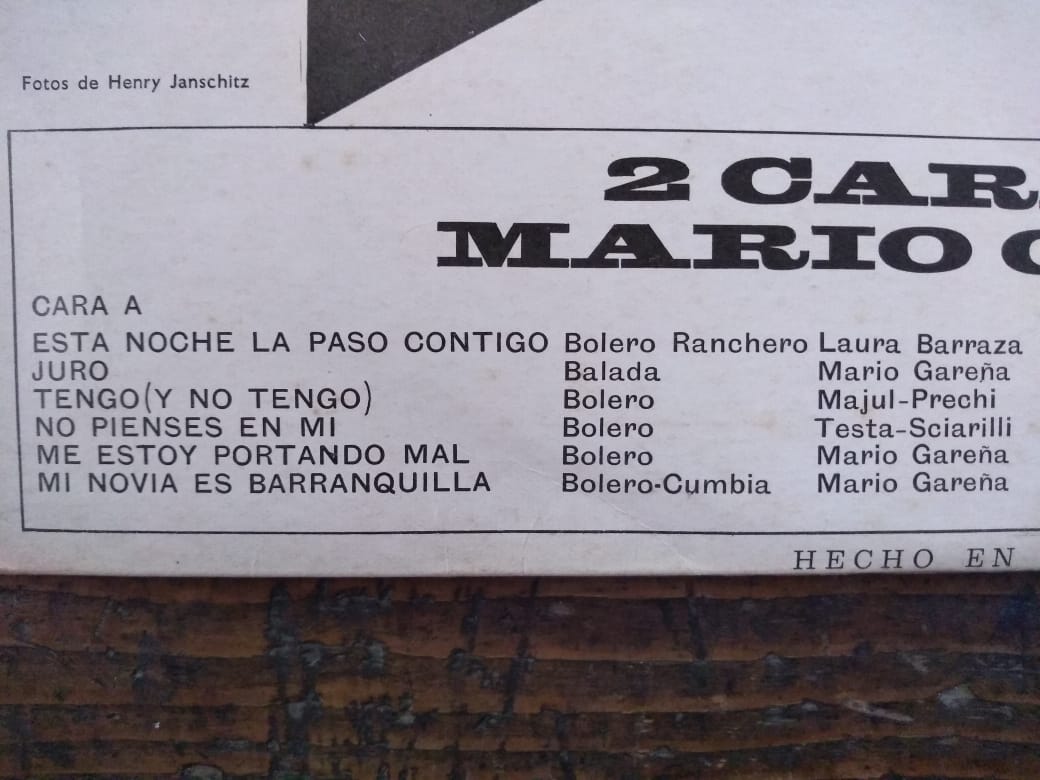 Fotos de Henry Janschitz
2 CAR
MARIO
CARA A
ESTA NOCHE LA PASO CONTIGO Bolero Ranchero Laura Barraza
JURO Balada Mario Gareña
TENGO(Y NO TENGO) Bolero Majul-Prechi
NO PIENSES EN MI Bolero Testa-Sciarilli
ME ESTOY PORTANDO MAL Bolero Mario Gareña
MI NOVIA ES BARRANQUILLA Bolero-Cumbia Mario Gareña
HECHO EN